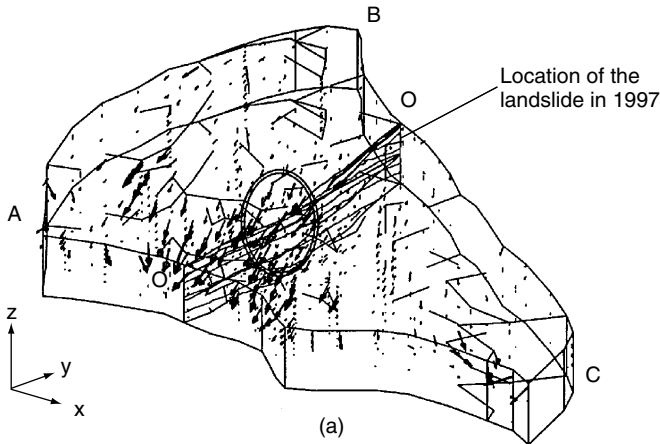 B
Location of the
landslide in 1997
O
A
O
z
y
x
C
(a)